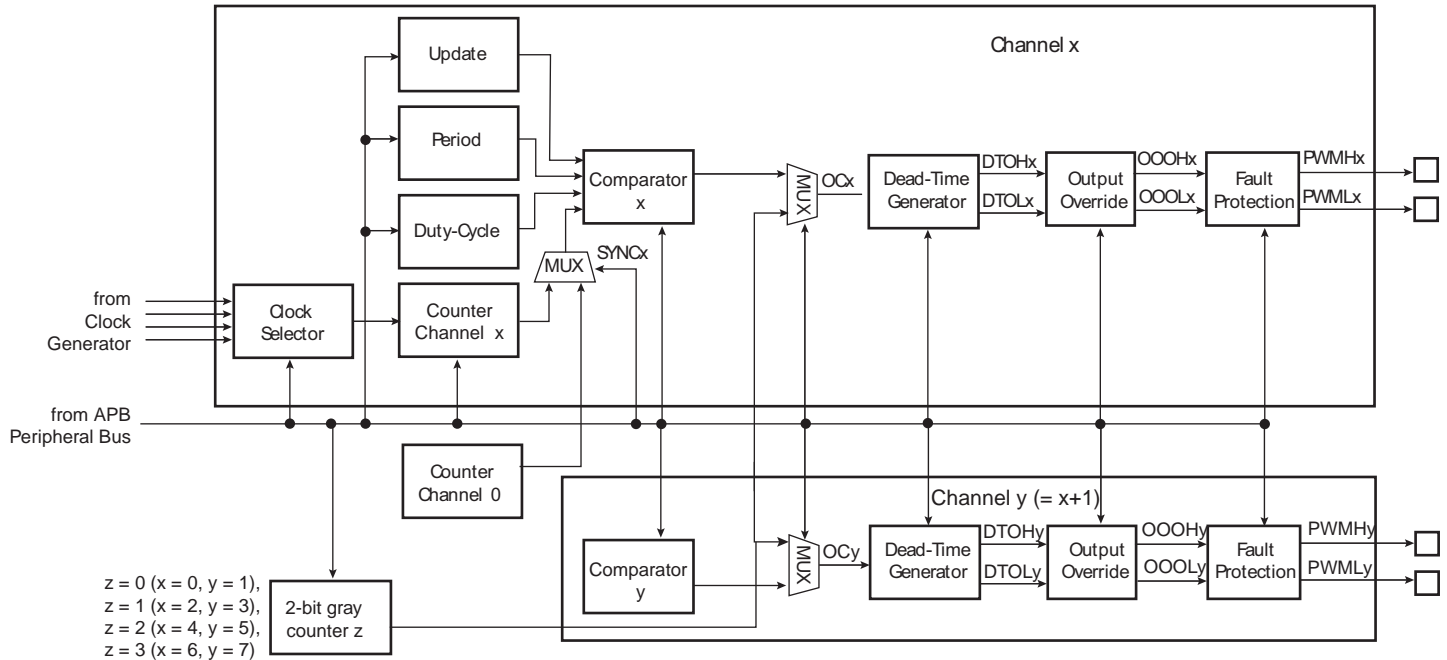 Channel x
Update
Period
Comparator
x
Duty-Cycle
MUX
SYNCx
MUX
OCx
Dead-Time
Generator
DTOHx
DTOLx
Output
Override
OOOHx
OOOLx
Fault
Protection
PWMHx
PWMLx
from
Clock
Generator
Clock
Selector
Counter
Channel x
from APB
Peripheral Bus
Counter
Channel 0
Channel y (= x+1)
Comparator
y
MUX
OCy
Dead-Time
Generator
DTOHy
DTOLy
Output
Override
OOOHy
OOOLy
Fault
Protection
PWMHy
PWMLy
z = 0 (x = 0, y = 1),
z = 1 (x = 2, y = 3),
z = 2 (x = 4, y = 5),
z = 3 (x = 6, y = 7)
2-bit gray
counter z